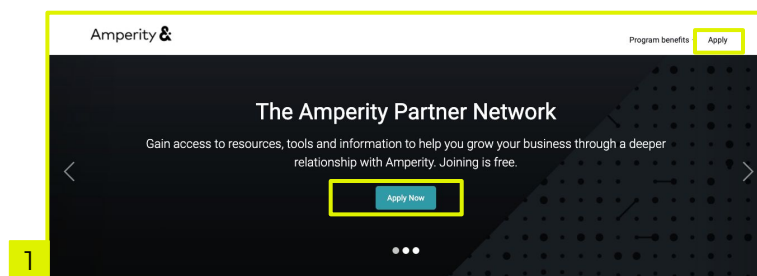 Amperity &
Program benefits
Apply
The Amperity Partner Network
Gain access to resources, tools and information to help you grow your business through a deeper
relationship with Amperity. Joining is free.
Apply Now
1